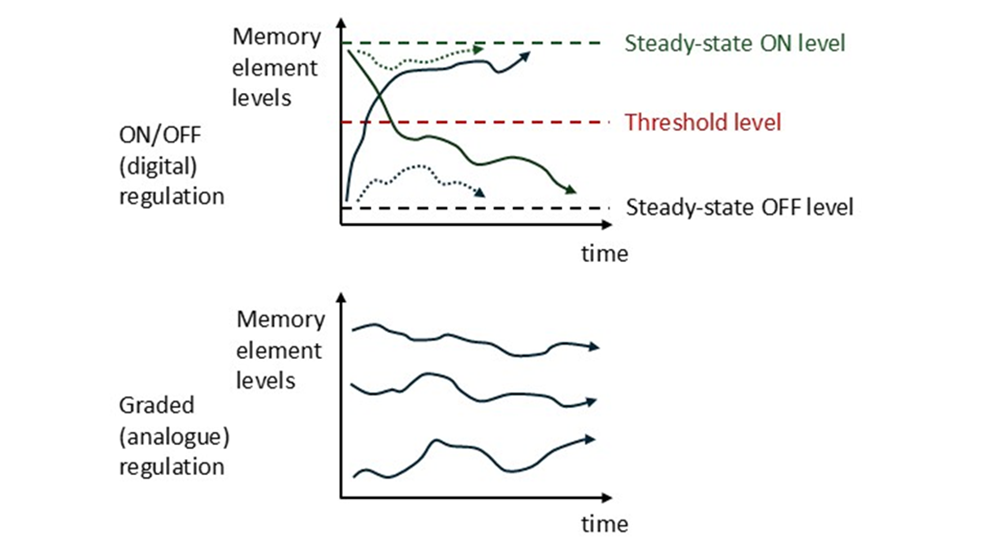 Memory
element
levels
Steady-state ON level
Threshold level
ON/OFF
(digital)
regulation
Steady-state OFF level
time
Memory
element
levels
Graded
(analogue)
regulation
time